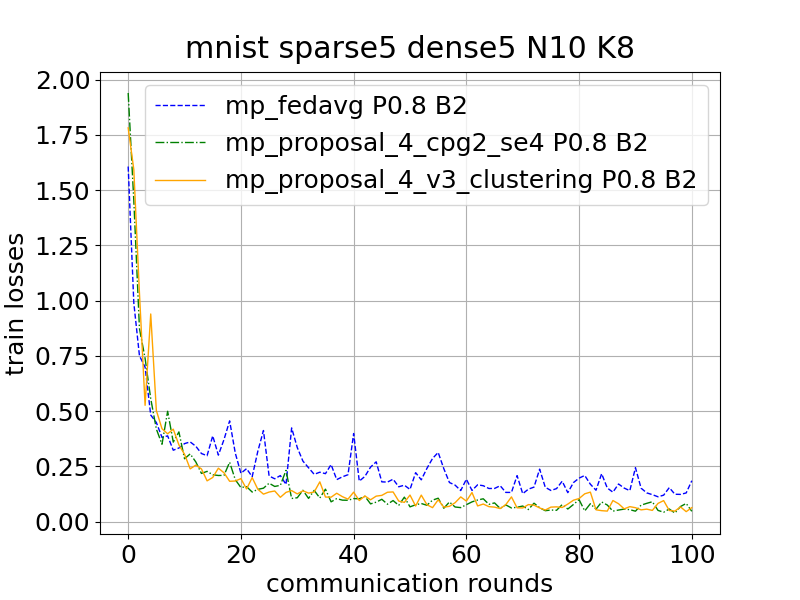 mnist sparse5 dense5 N10 K8
mp_fedavg P0.8 B2
mp_proposal_4_cpg2_se4 P0.8 B2
mp_proposal_4_v3_clustering P0.8 B2
train losses
2.00
1.75
1.50
1.25
1.00
0.75
0.50
0.25
0.00
0 20 40 60 80 100
communication rounds